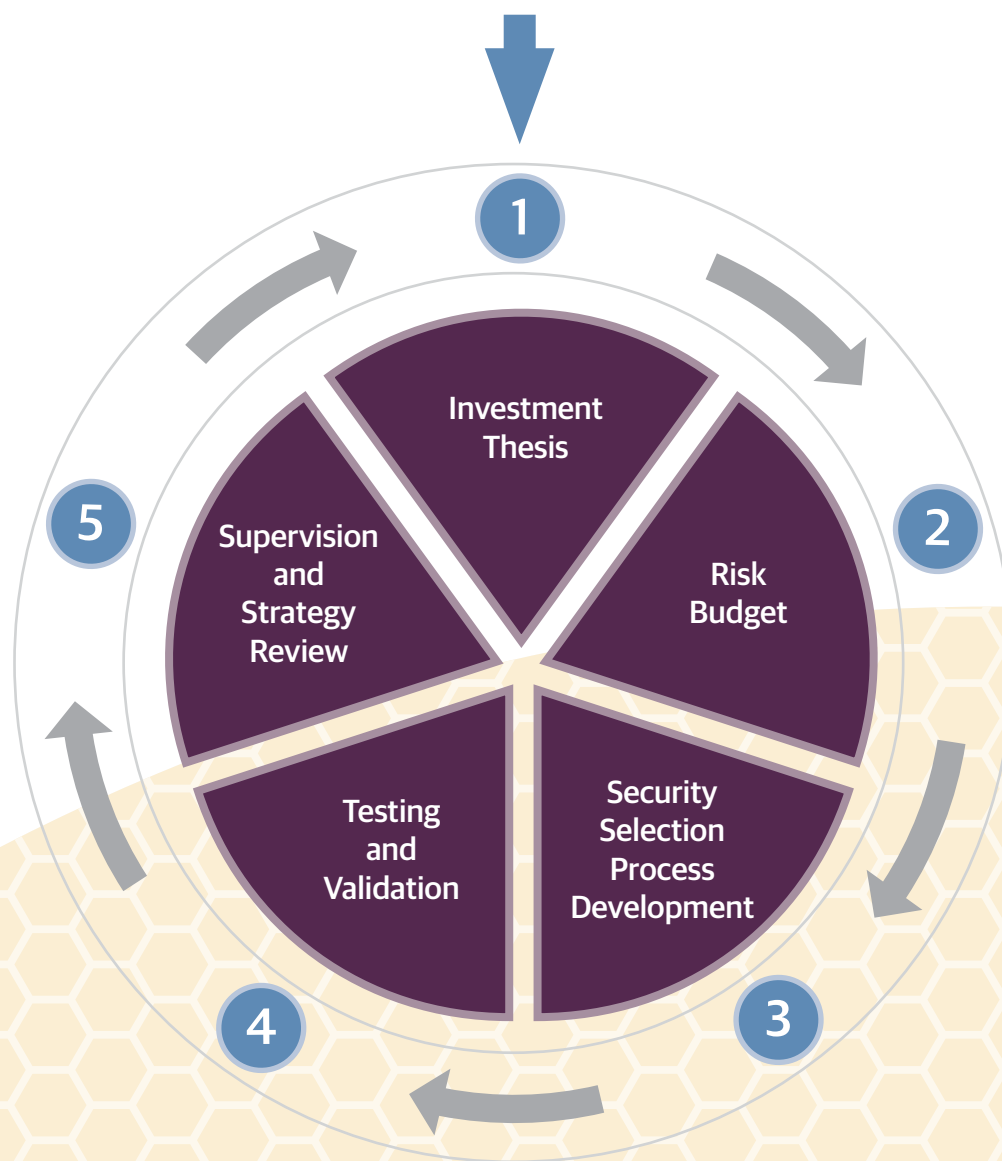 1
Investment
Thesis
2
Risk
Budget
3
Security
Selection
Process
Development
4
Testing
and
Validation
5
Supervision
and
Strategy
Review